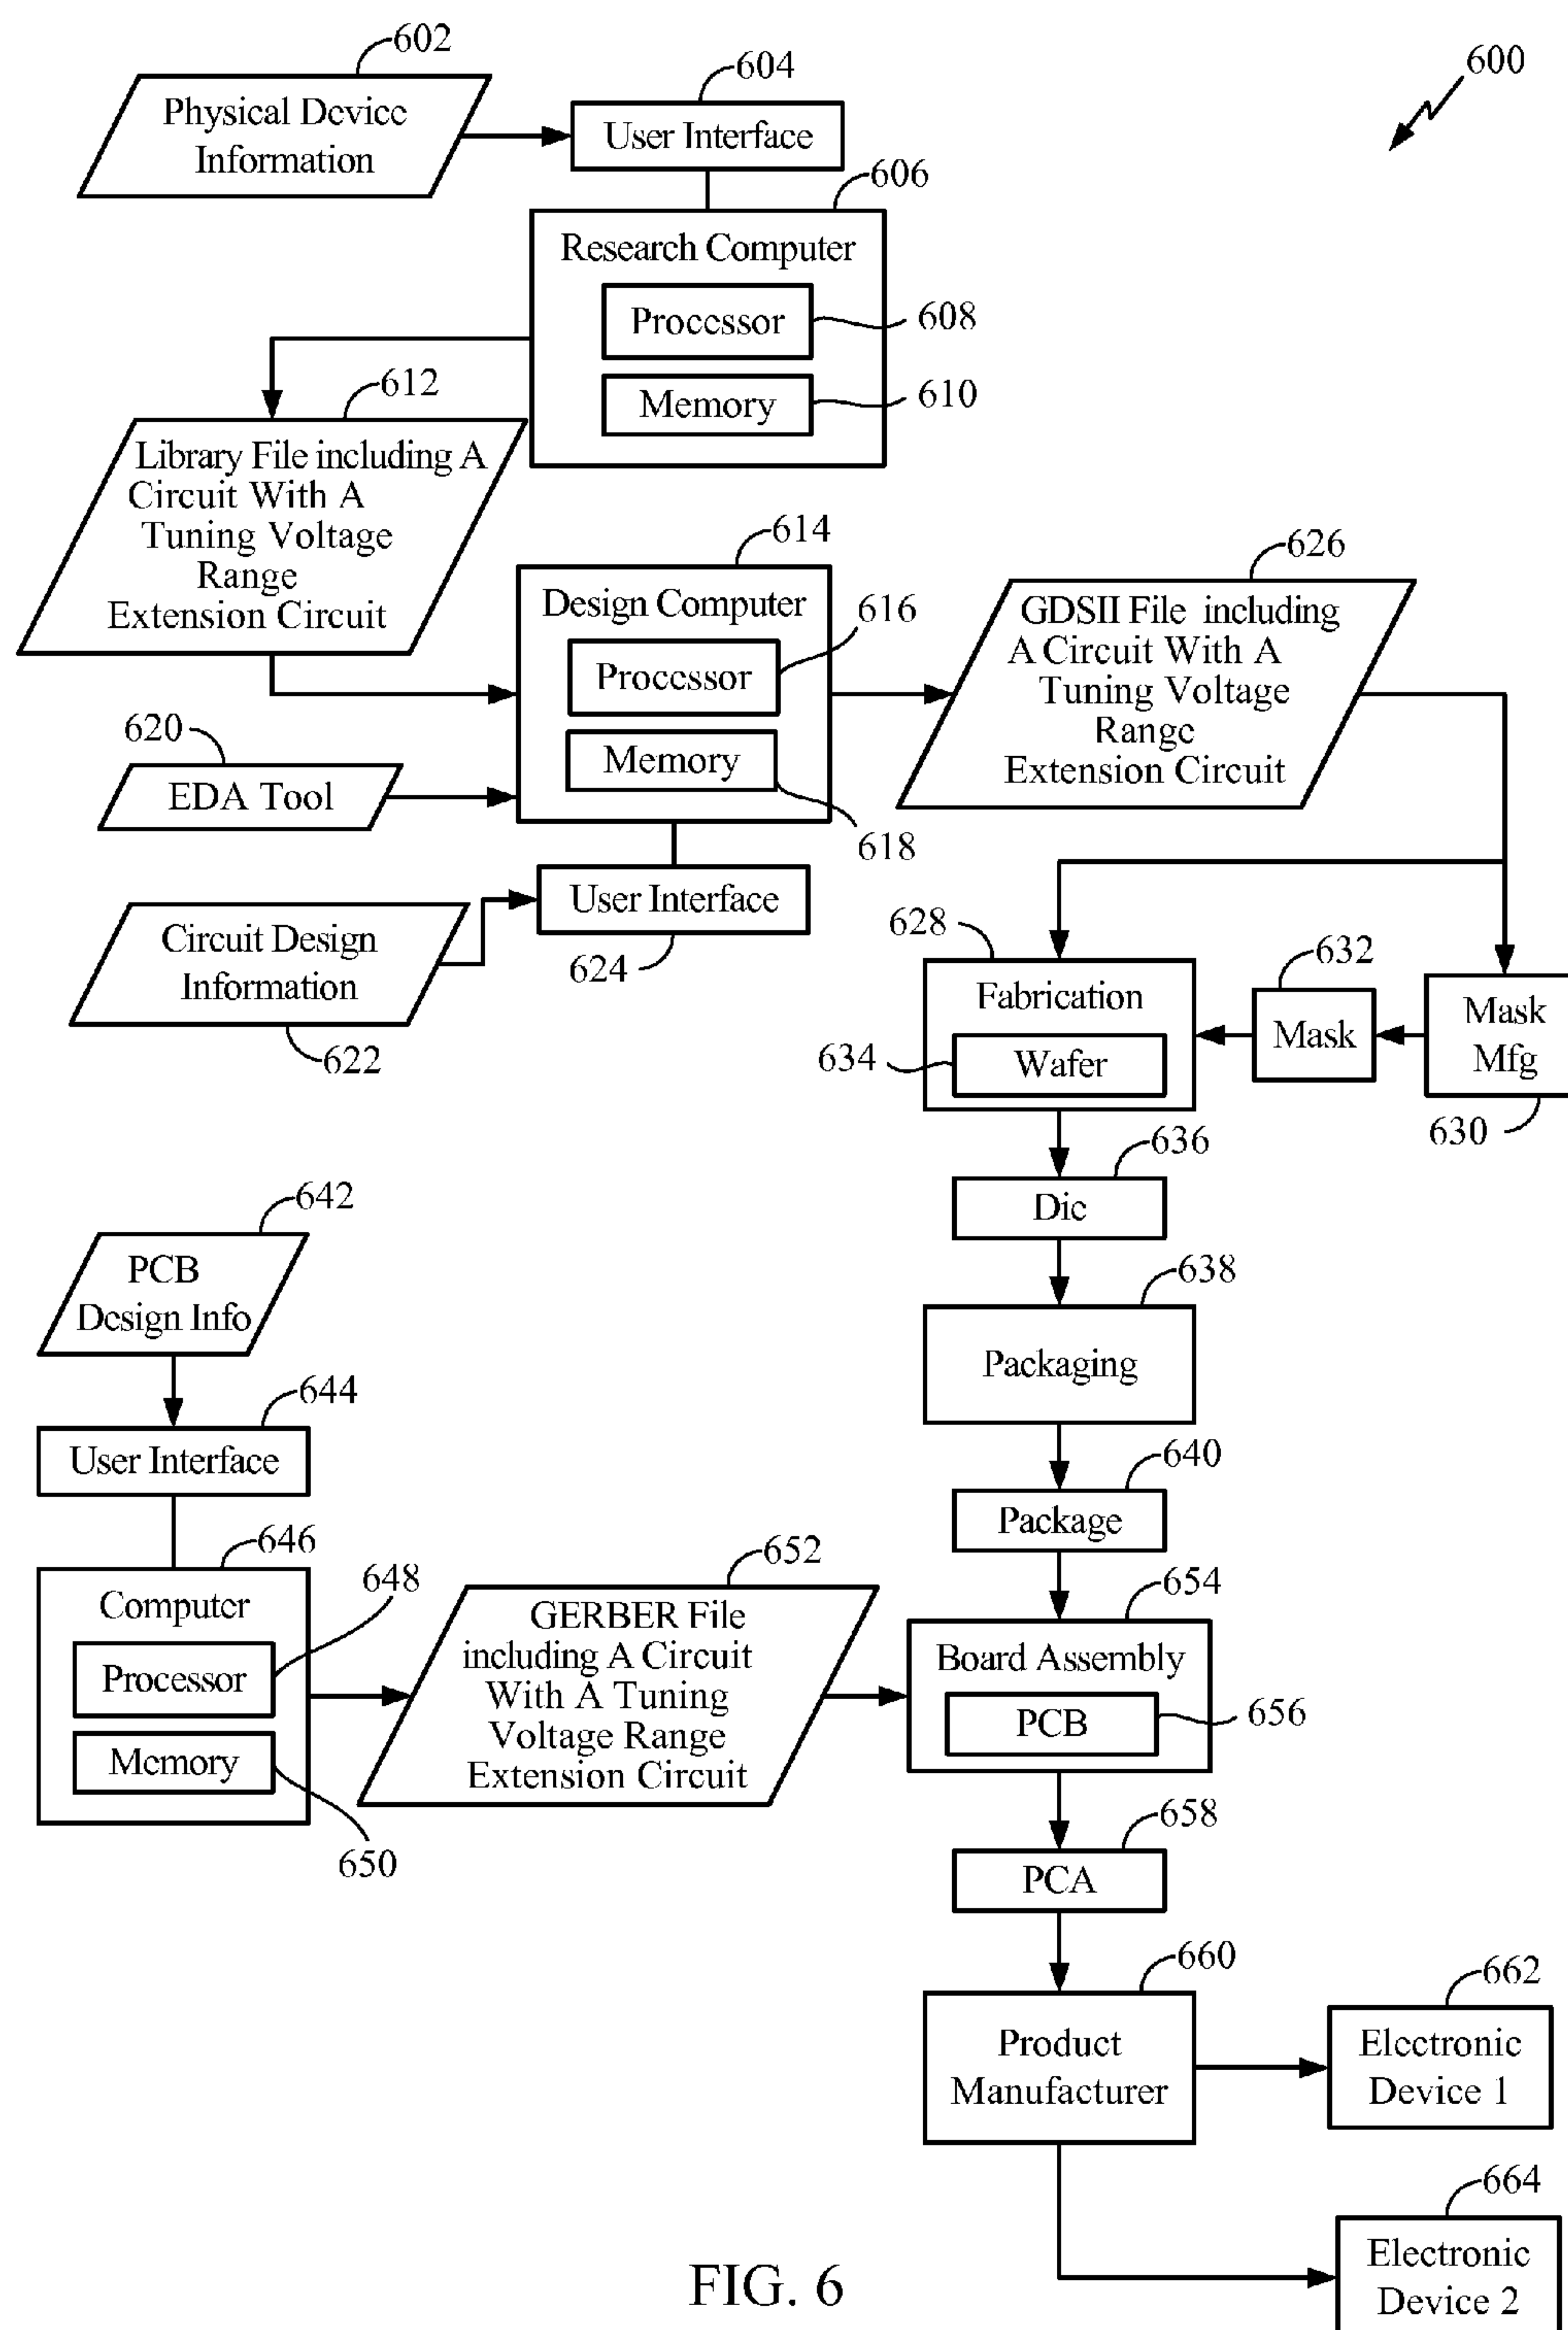 602
604
600
Physical Device
Information
User Interface
606
Research Computer
Processor
608
Memory
610
612
Library File including A
Circuit With A
Tuning Voltage
Range
Extension Circuit
614
Design Computer
616
Processor
Memory
618
626
GDSII File including
A Circuit With A
Tuning Voltage
Range
Extension Circuit
620
EDA Tool
User Interface
624
Circuit Design
Information
622
628
Fabrication
634
Wafer
632
Mask
Mask
Mfg
630
636
Die
638
Packaging
640
Package
642
PCB
Design Info
644
User Interface
646
Computer
648
Processor
Memory
650
652
GERBER File
including A Circuit
With A Tuning
Voltage Range
Extension Circuit
654
Board Assembly
PCB
656
658
PCA
660
Product
Manufacturer
662
Electronic
Device 1
664
Electronic
Device 2
FIG. 6